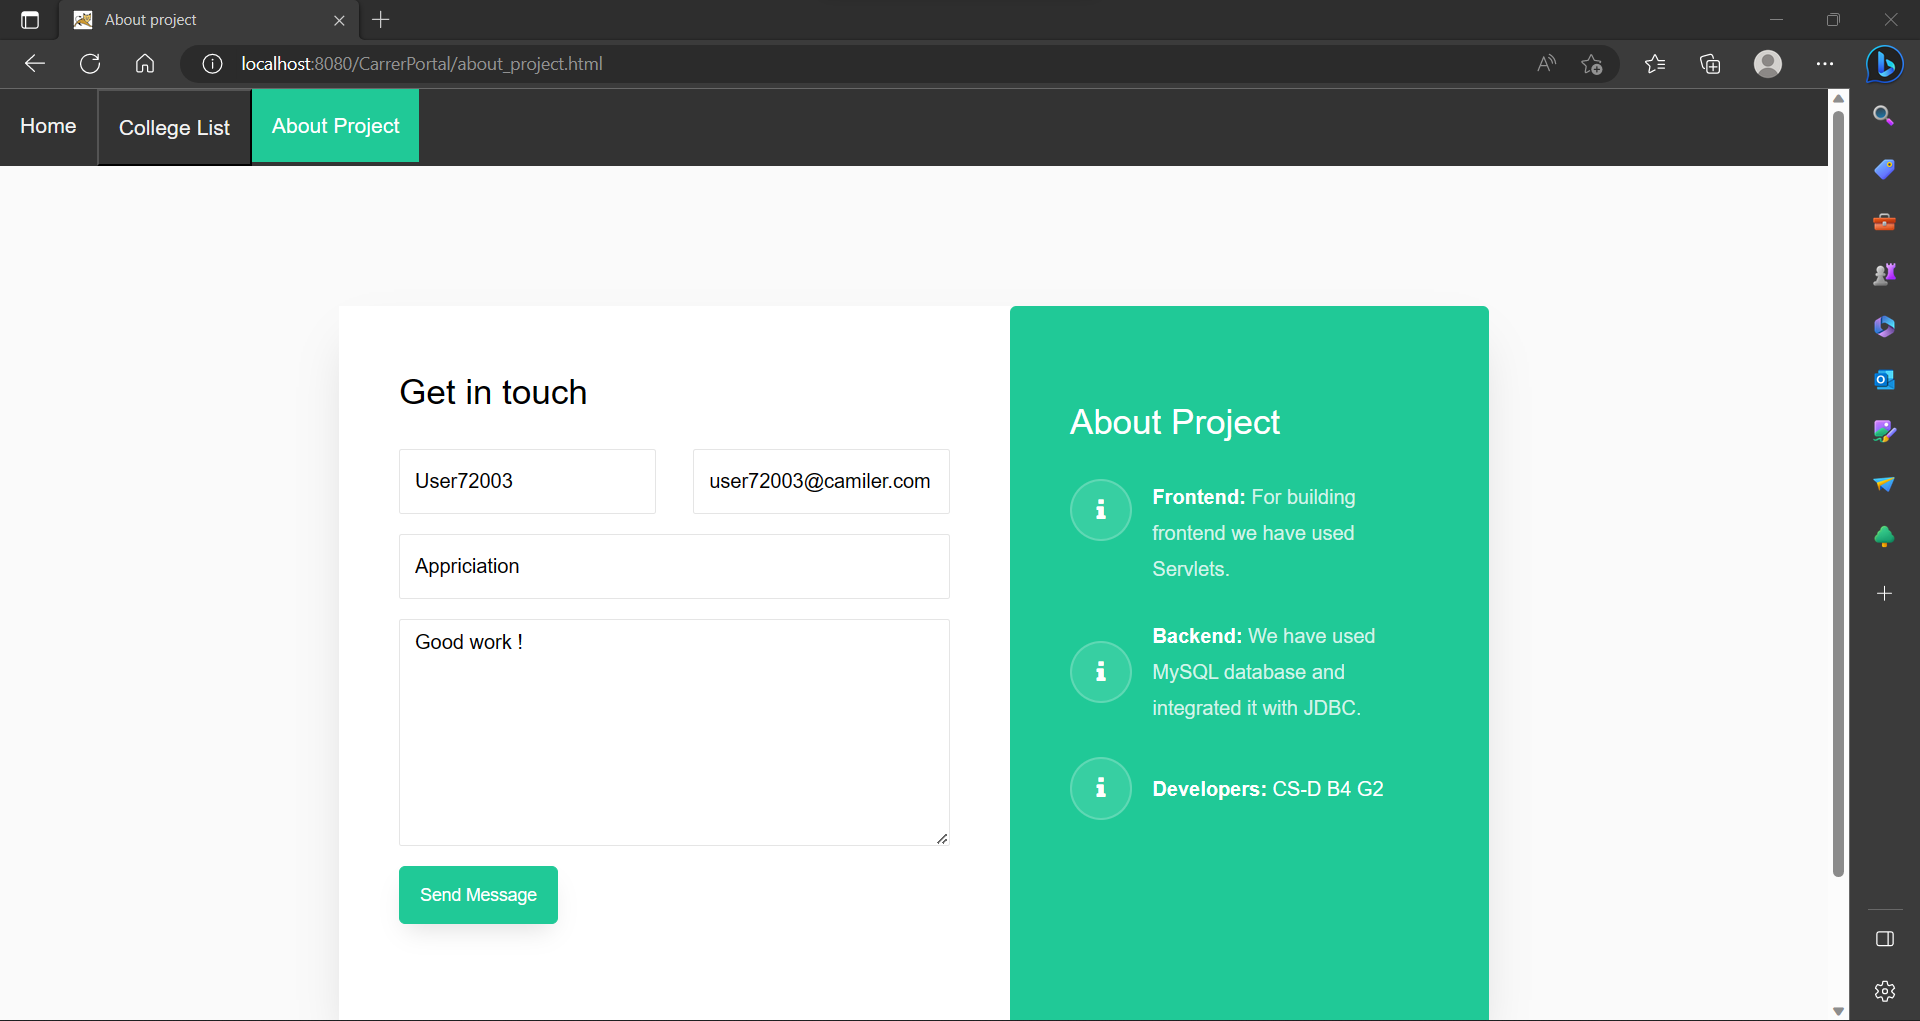 About project
localhost:8080/CarrerPortal/about_project.html
Home
College List
About Project
Get in touch
User72003
user72003@camiler.com
Appriciation
Good work !
Send Message
About Project
Frontend: For building
frontend we have used
Servlets.
Backend: We have used
MySQL database and
integrated it with JDBC.
Developers: CS-D B4 G2